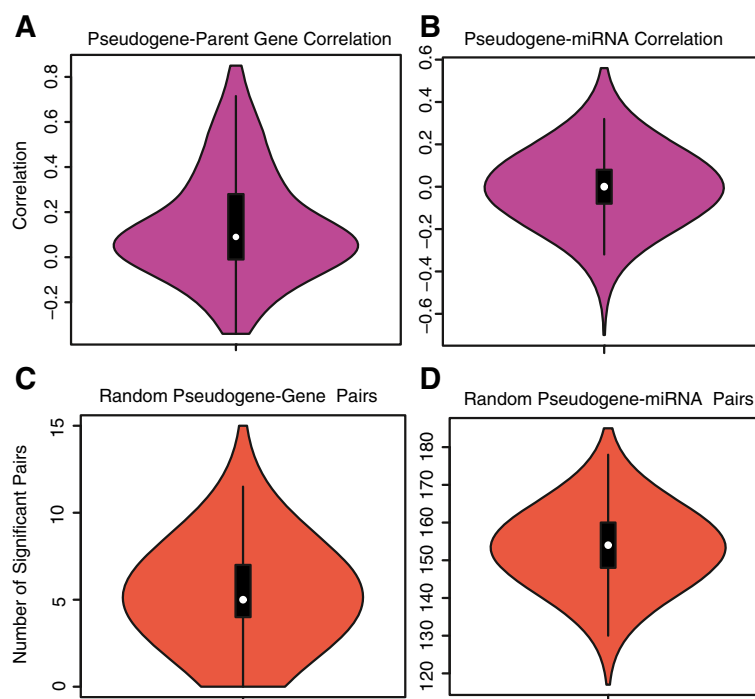 A
Pseudogene-Parent Gene Correlation
Correlation
0.8
0.6
0.4
0.2
0.0
−0.2
B
Pseudogene-miRNA Correlation
0.6
0.4
0.2
0.0
−0.2
−0.4
−0.6
C
Random Pseudogene-Gene Pairs
Number of Significant Pairs
15
10
5
0
D
Random Pseudogene-miRNA Pairs
180
170
160
150
140
130
120